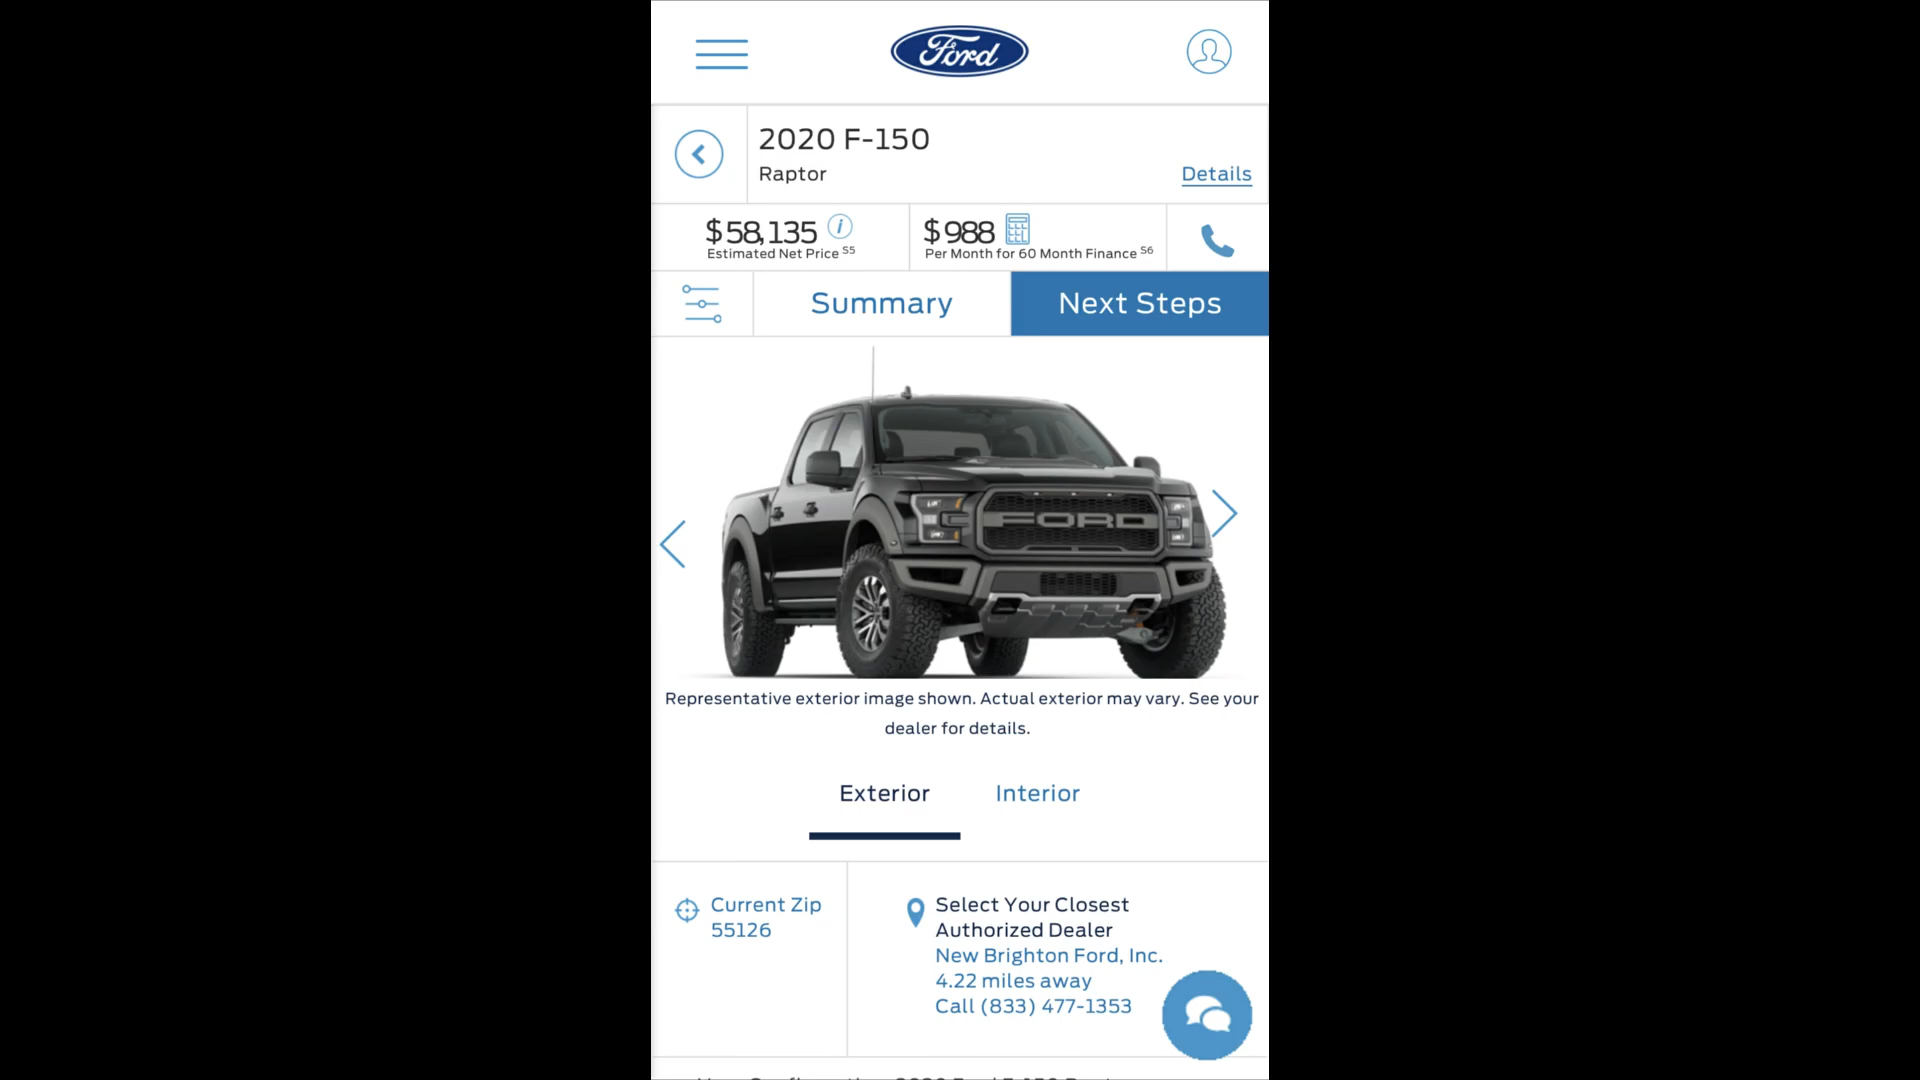 Ford
2020 F-150
Raptor
Details
$58,135
Estimated Net Price S5
$988
Per Month for 60 Month Finance S6
Summary
Next Steps
FORD
Representative exterior image shown. Actual exterior may vary. See your
dealer for details.
Exterior
Interior
Current Zip
55126
Select Your Closest
Authorized Dealer
New Brighton Ford, Inc.
4.22 miles away
Call (833) 477-1353